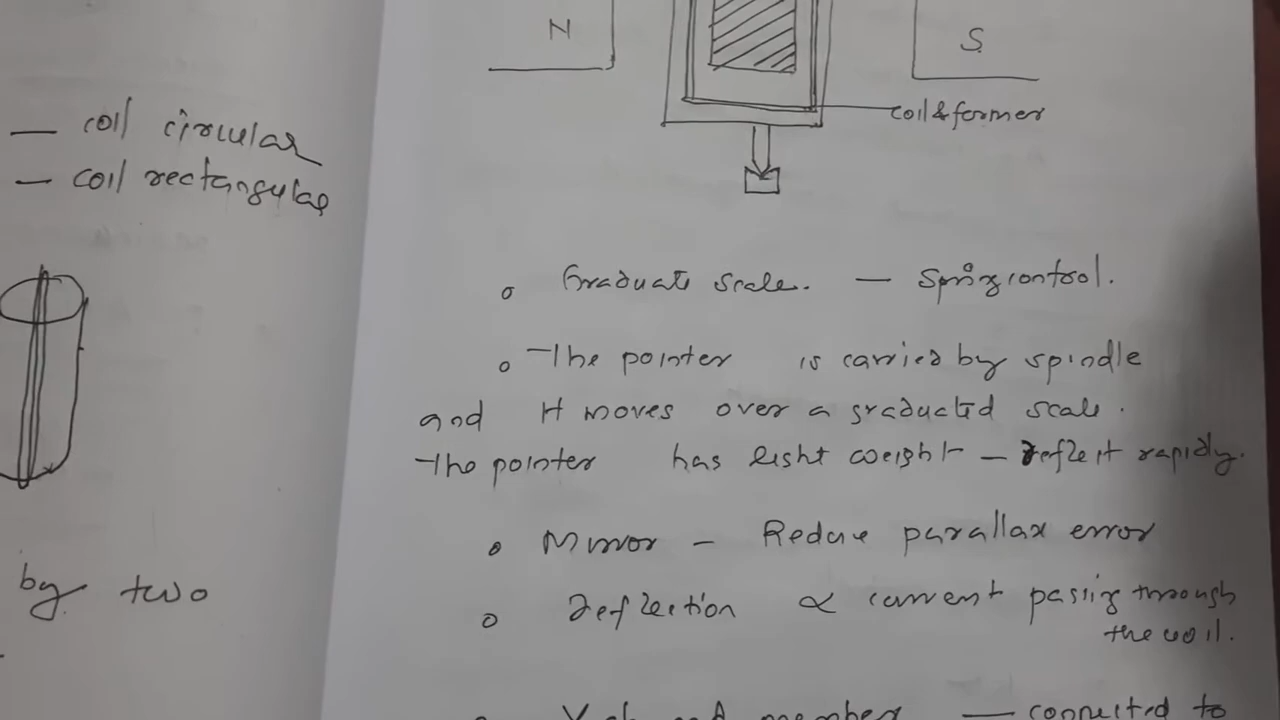 — coil circular
— coil rectangular
by two
N
S
coil & former
Graduate scale. — Spring control.
The pointer is carried by spindle
and it moves over a graducted scale.
The pointer has light weight — deflect rapidly.
Mirror — Reduce parallax error
Deflection ∝ current passing through
the coil.
— connected to